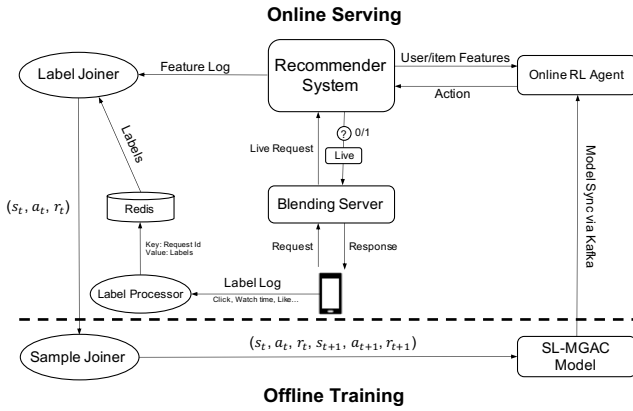 Online Serving
Label Joiner
Feature Log
Recommender
System
User/item Features
Action
Online RL Agent
? 0/1
Live
Live Request
Labels
Model Sync via
Kafka
(s_t, a_t, r_t)
Redis
Blending Server
Key: Request Id
Value: Labels
Request
Response
Label Processor
Label Log
Click, Watch time, Like...
Sample Joiner
(s_t, a_t, r_t, s_{t+1}, a_{t+1}, r_{t+1})
SL-MGAC
Model
Offline Training